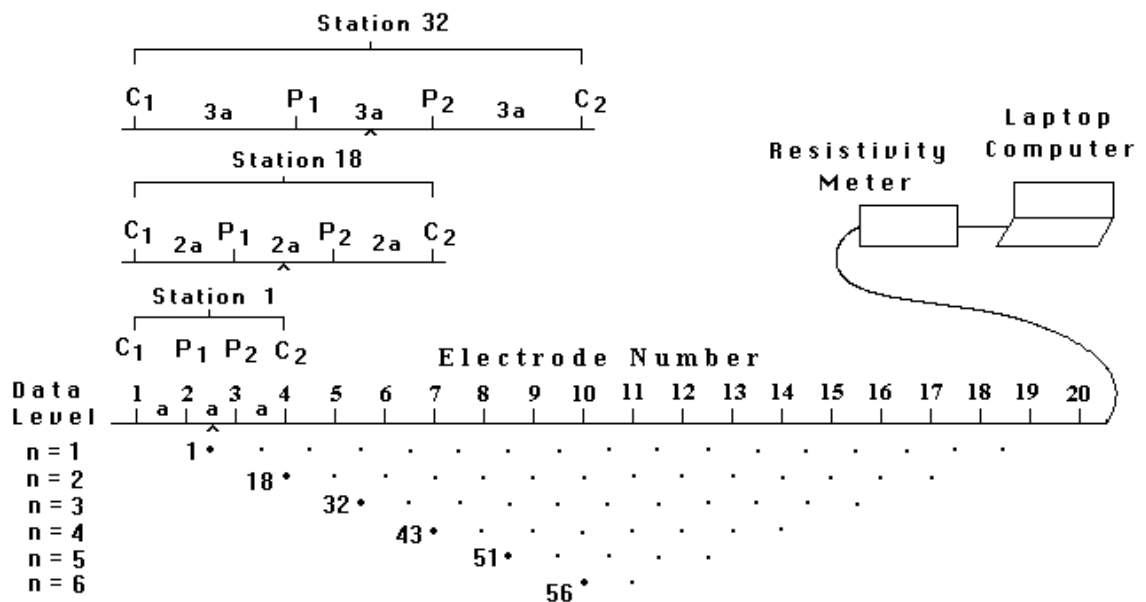 Station 32
C1 3a P1 3a P2 3a C2
Laptop
Computer
Resistivity
Meter
Station 18
C1 2a P1 2a P2 2a C2
Station 1
C1 P1 P2 C2
Electrode Number
Data
Level
1 2 3 4 5 6 7 8 9 10 11 12 13 14 15 16 17 18 19 20
a a a
n = 1 1
n = 2 18
n = 3 32
n = 4 43
n = 5 51
n = 6 56